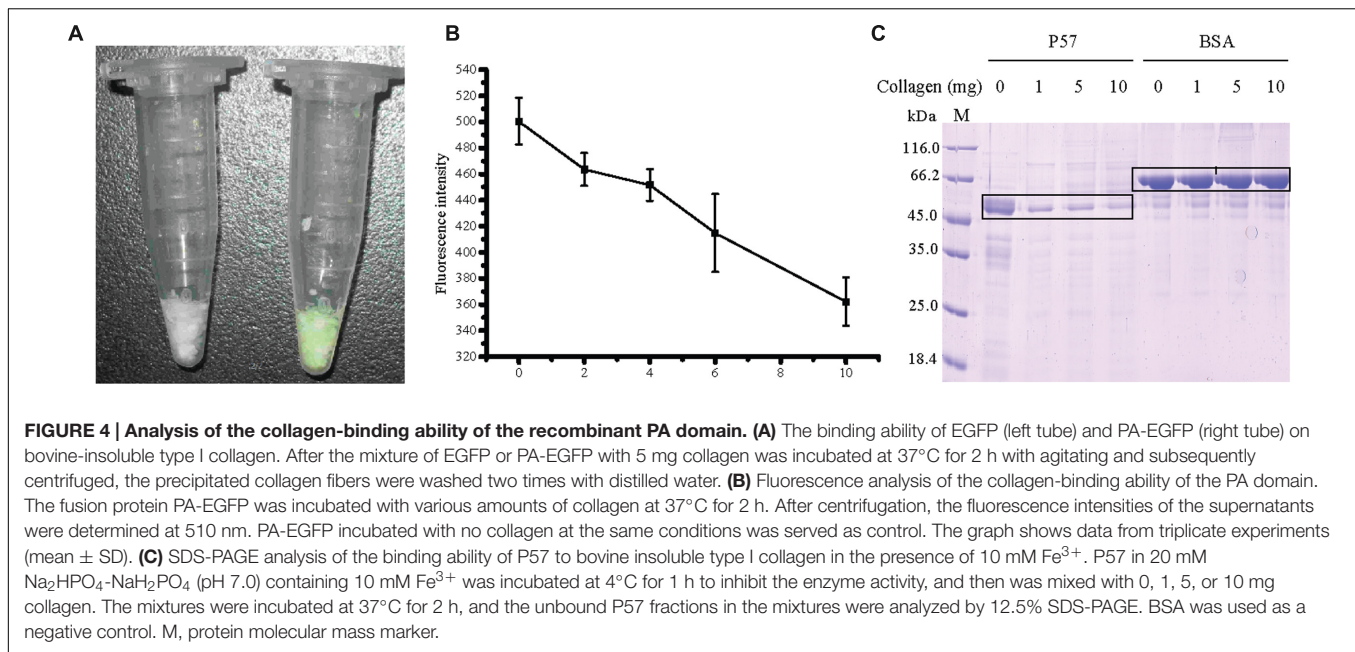 A
B
540
520
500
480
460
440
420
400
380
360
340
320
Fluorescence intensity
0 2 4 6 10
C
P57 BSA
Collagen (mg) 0 1 5 10 0 1 5 10
kDa M
116.0
66.2
45.0
35.0
25.0
18.4
FIGURE 4 | Analysis of the collagen-binding ability of the recombinant PA domain. (A) The binding ability of EGFP (left tube) and PA-EGFP (right tube) on
bovine-insoluble type I collagen. After the mixture of EGFP or PA-EGFP with 5 mg collagen was incubated at 37°C for 2 h with agitating and subsequently
centrifuged, the precipitated collagen fibers were washed two times with distilled water. (B) Fluorescence analysis of the collagen-binding ability of the PA domain.
The fusion protein PA-EGFP was incubated with various amounts of collagen at 37°C for 2 h. After centrifugation, the fluorescence intensities of the supernatants
were determined at 510 nm. PA-EGFP incubated with no collagen at the same conditions was served as control. The graph shows data from triplicate experiments
(mean ± SD). (C) SDS-PAGE analysis of the binding ability of P57 to bovine insoluble type I collagen in the presence of 10 mM Fe³⁺. P57 in 20 mM
Na₂HPO₄-NaH₂PO₄ (pH 7.0) containing 10 mM Fe³⁺ was incubated at 4°C for 1 h to inhibit the enzyme activity, and then was mixed with 0, 1, 5, or 10 mg
collagen. The mixtures were incubated at 37°C for 2 h, and the unbound P57 fractions in the mixtures were analyzed by 12.5% SDS-PAGE. BSA was used as a
negative control. M, protein molecular mass marker.